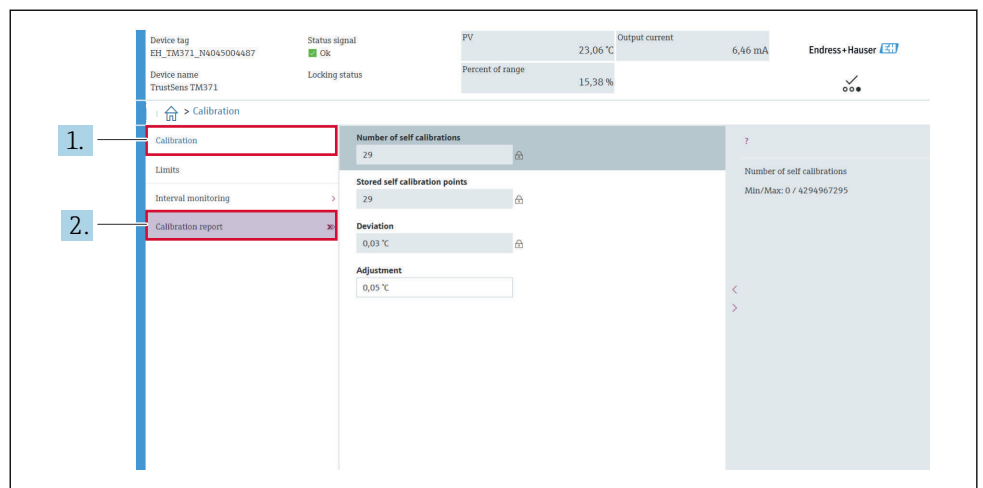 Device tag
EH_TM371_N4045004487
Status signal
Ok
PV
23,06 °C
Output current
6,46 mA
Endress+Hauser EH
Device name
TrustSens TM371
Locking status
Percent of range
15,38 %
> Calibration
1.
Calibration
Limits
Interval monitoring >
2.
Calibration report
Number of self calibrations
29
Stored self calibration points
29
Deviation
0,03 °C
Adjustment
0,05 °C
?
Number of self calibrations
Min/Max: 0 / 4294967295
<
>